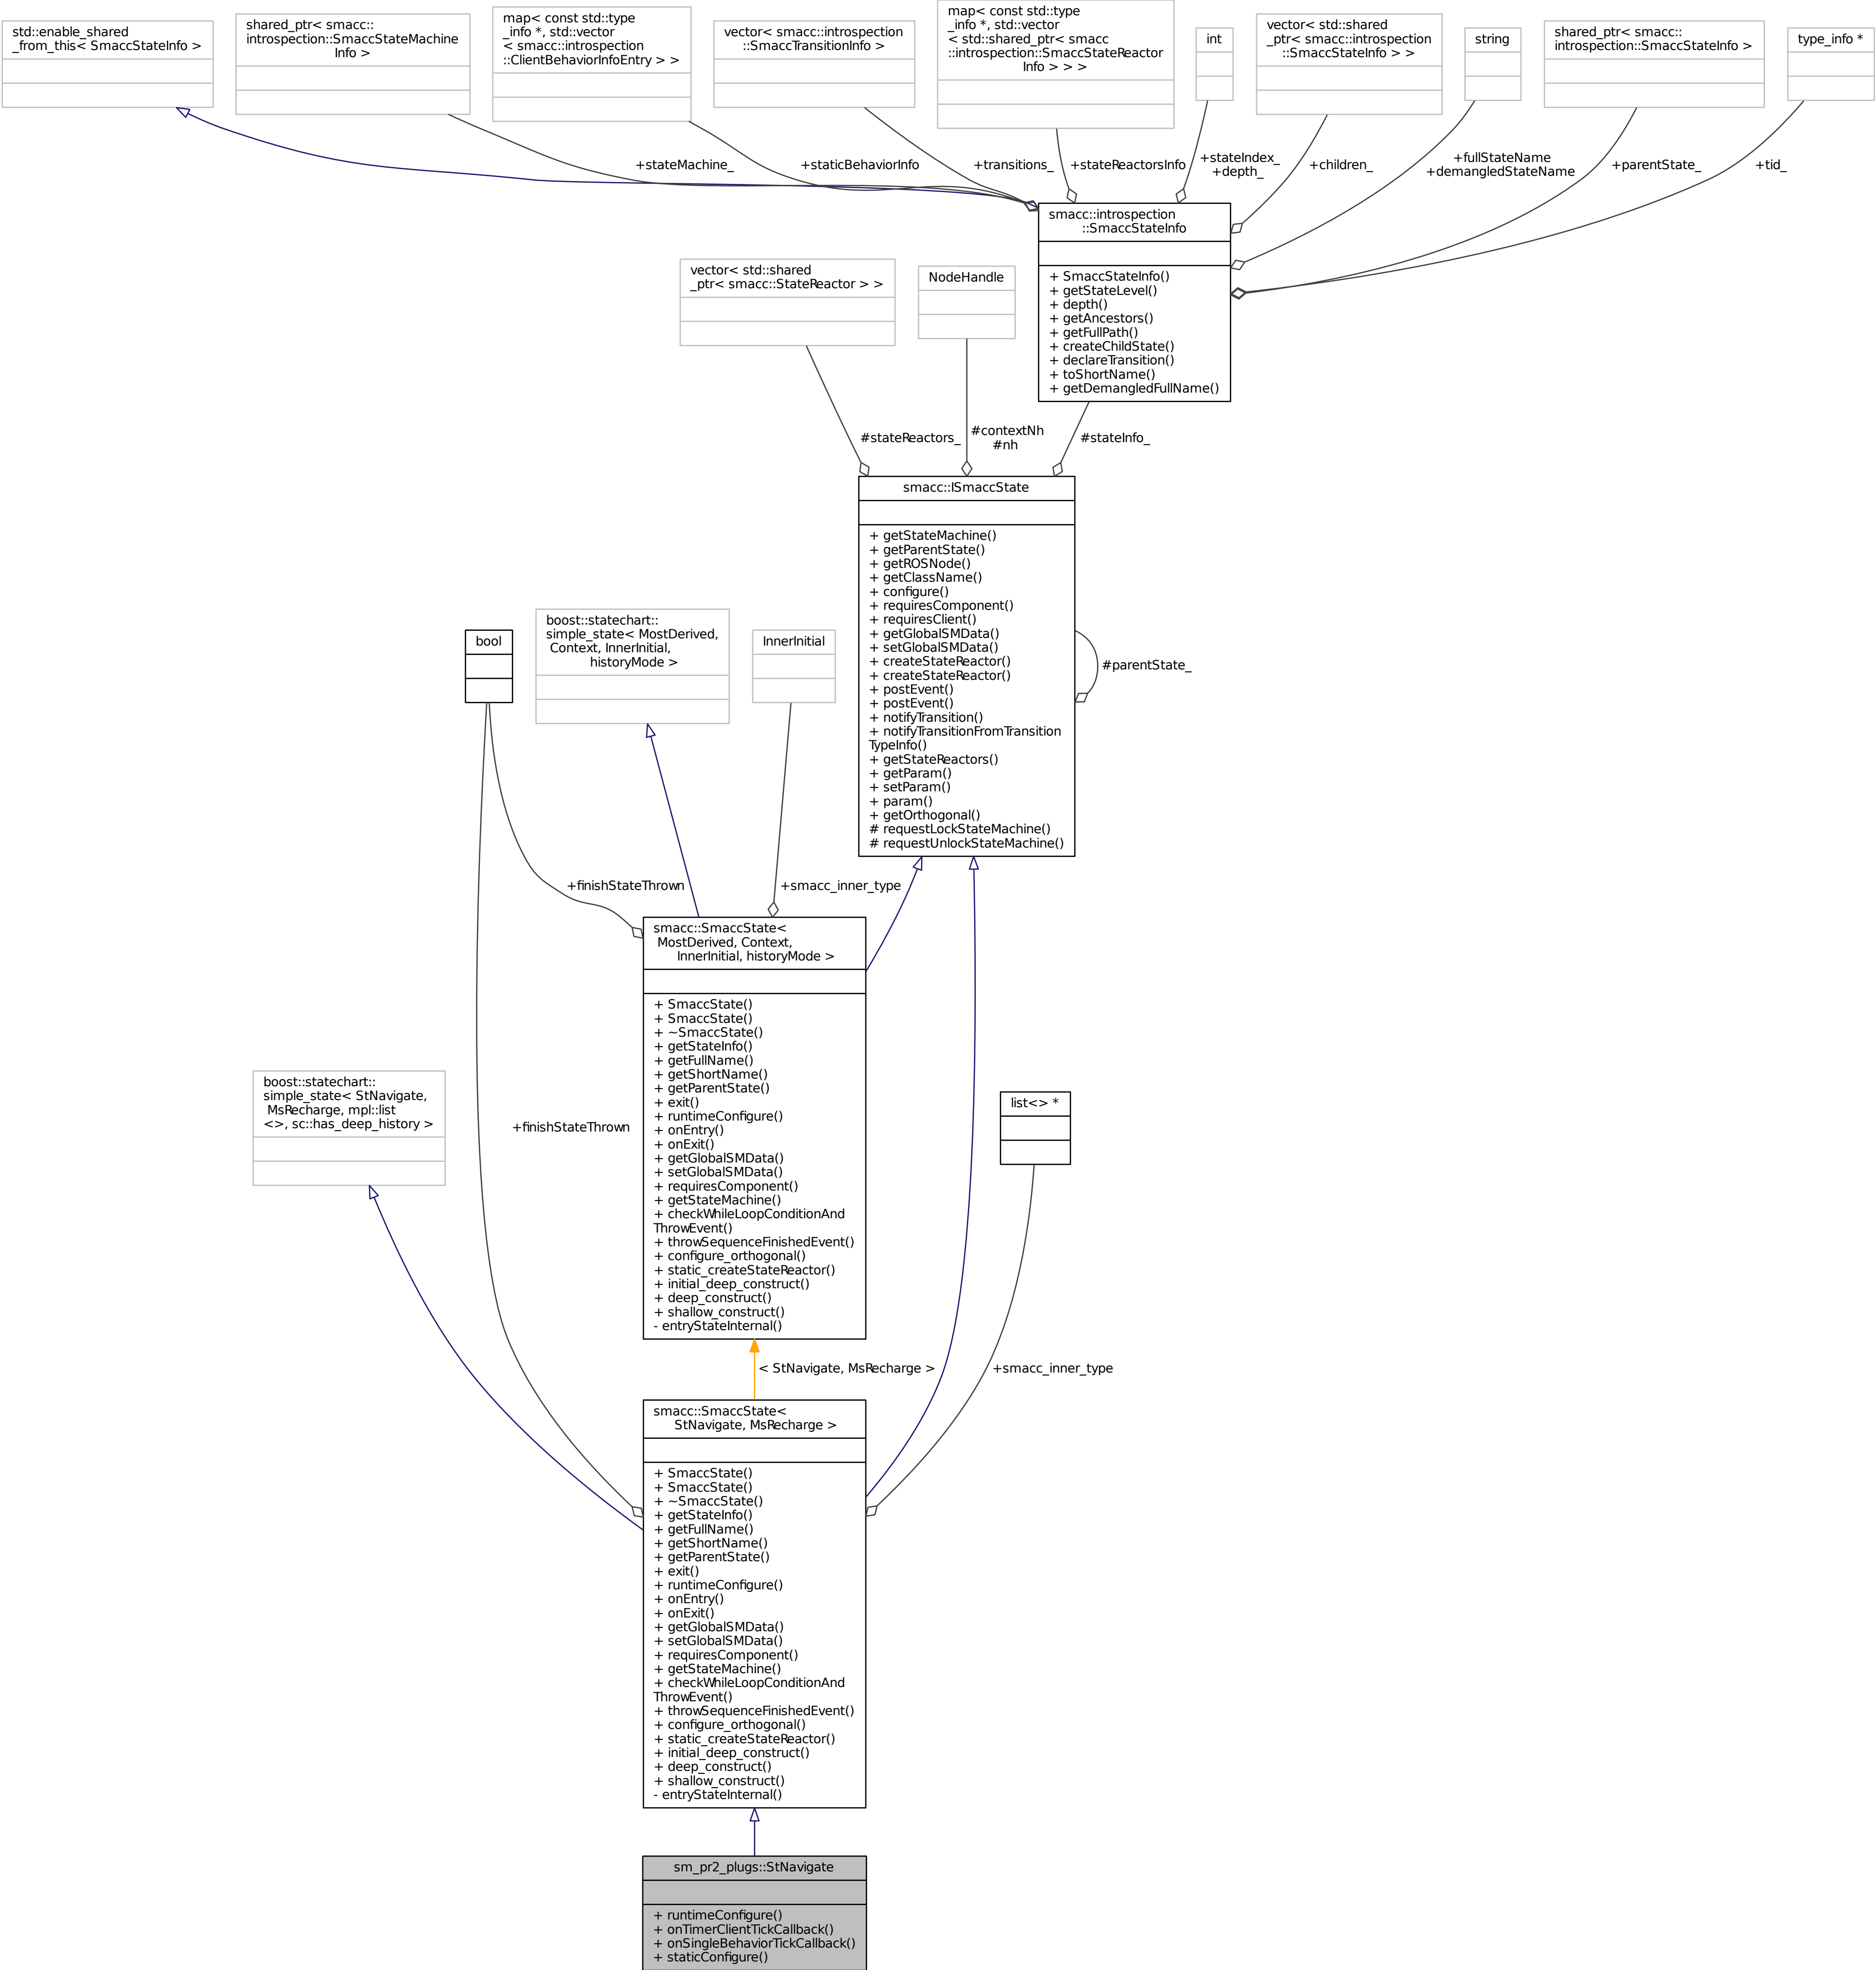 std::enable_shared
_from_this< SmaccStateInfo >
shared_ptr< smacc::
introspection::SmaccStateMachine
Info >
map< const std::type
_info *, std::vector
< smacc::introspection
::ClientBehaviorInfoEntry > >
vector< smacc::introspection
::SmaccTransitionInfo >
map< const std::type
_info *, std::vector
< std::shared_ptr< smacc
::introspection::SmaccStateReactor
Info > > >
int
vector< std::shared
_ptr< smacc::introspection
::SmaccStateInfo > >
string
shared_ptr< smacc::
introspection::SmaccStateInfo >
type_info *
+stateMachine_
+staticBehaviorInfo
+transitions_
+stateReactorsInfo
+stateIndex_
+depth_
+children_
+fullStateName
+demangledStateName
+parentState_
+tid_
smacc::introspection
::SmaccStateInfo
+ SmaccStateInfo()
+ getStateLevel()
+ depth()
+ getAncestors()
+ getFullPath()
+ createChildState()
+ declareTransition()
+ toShortName()
+ getDemangledFullName()
vector< std::shared
_ptr< smacc::StateReactor > >
NodeHandle
#stateReactors_
#contextNh
#nh
#stateInfo_
smacc::ISmaccState
+ getStateMachine()
+ getParentState()
+ getROSNode()
+ getClassName()
+ configure()
+ requiresComponent()
+ requiresClient()
+ getGlobalSMData()
+ setGlobalSMData()
+ createStateReactor()
+ createStateReactor()
+ postEvent()
+ postEvent()
+ notifyTransition()
+ notifyTransitionFromTransition
TypeInfo()
+ getStateReactors()
+ getParam()
+ setParam()
+ param()
+ getOrthogonal()
# requestLockStateMachine()
# requestUnlockStateMachine()
#parentState_
bool
boost::statechart::
simple_state< MostDerived,
Context, InnerInitial,
historyMode >
InnerInitial
+finishStateThrown
+smacc_inner_type
smacc::SmaccState<
MostDerived, Context,
InnerInitial, historyMode >
+ SmaccState()
+ SmaccState()
+ ~SmaccState()
+ getStateInfo()
+ getFullName()
+ getShortName()
+ getParentState()
+ exit()
+ runtimeConfigure()
+ onEntry()
+ onExit()
+ getGlobalSMData()
+ setGlobalSMData()
+ requiresComponent()
+ getStateMachine()
+ checkWhileLoopConditionAnd
ThrowEvent()
+ throwSequenceFinishedEvent()
+ configure_orthogonal()
+ static_createStateReactor()
+ initial_deep_construct()
+ deep_construct()
+ shallow_construct()
- entryStateInternal()
boost::statechart::
simple_state< StNavigate,
MsRecharge, mpl::list
<>, sc::has_deep_history >
+finishStateThrown
list<> *
< StNavigate, MsRecharge >
+smacc_inner_type
smacc::SmaccState<
StNavigate, MsRecharge >
+ SmaccState()
+ SmaccState()
+ ~SmaccState()
+ getStateInfo()
+ getFullName()
+ getShortName()
+ getParentState()
+ exit()
+ runtimeConfigure()
+ onEntry()
+ onExit()
+ getGlobalSMData()
+ setGlobalSMData()
+ requiresComponent()
+ getStateMachine()
+ checkWhileLoopConditionAnd
ThrowEvent()
+ throwSequenceFinishedEvent()
+ configure_orthogonal()
+ static_createStateReactor()
+ initial_deep_construct()
+ deep_construct()
+ shallow_construct()
- entryStateInternal()
sm_pr2_plugs::StNavigate
+ runtimeConfigure()
+ onTimerClientTickCallback()
+ onSingleBehaviorTickCallback()
+ staticConfigure()